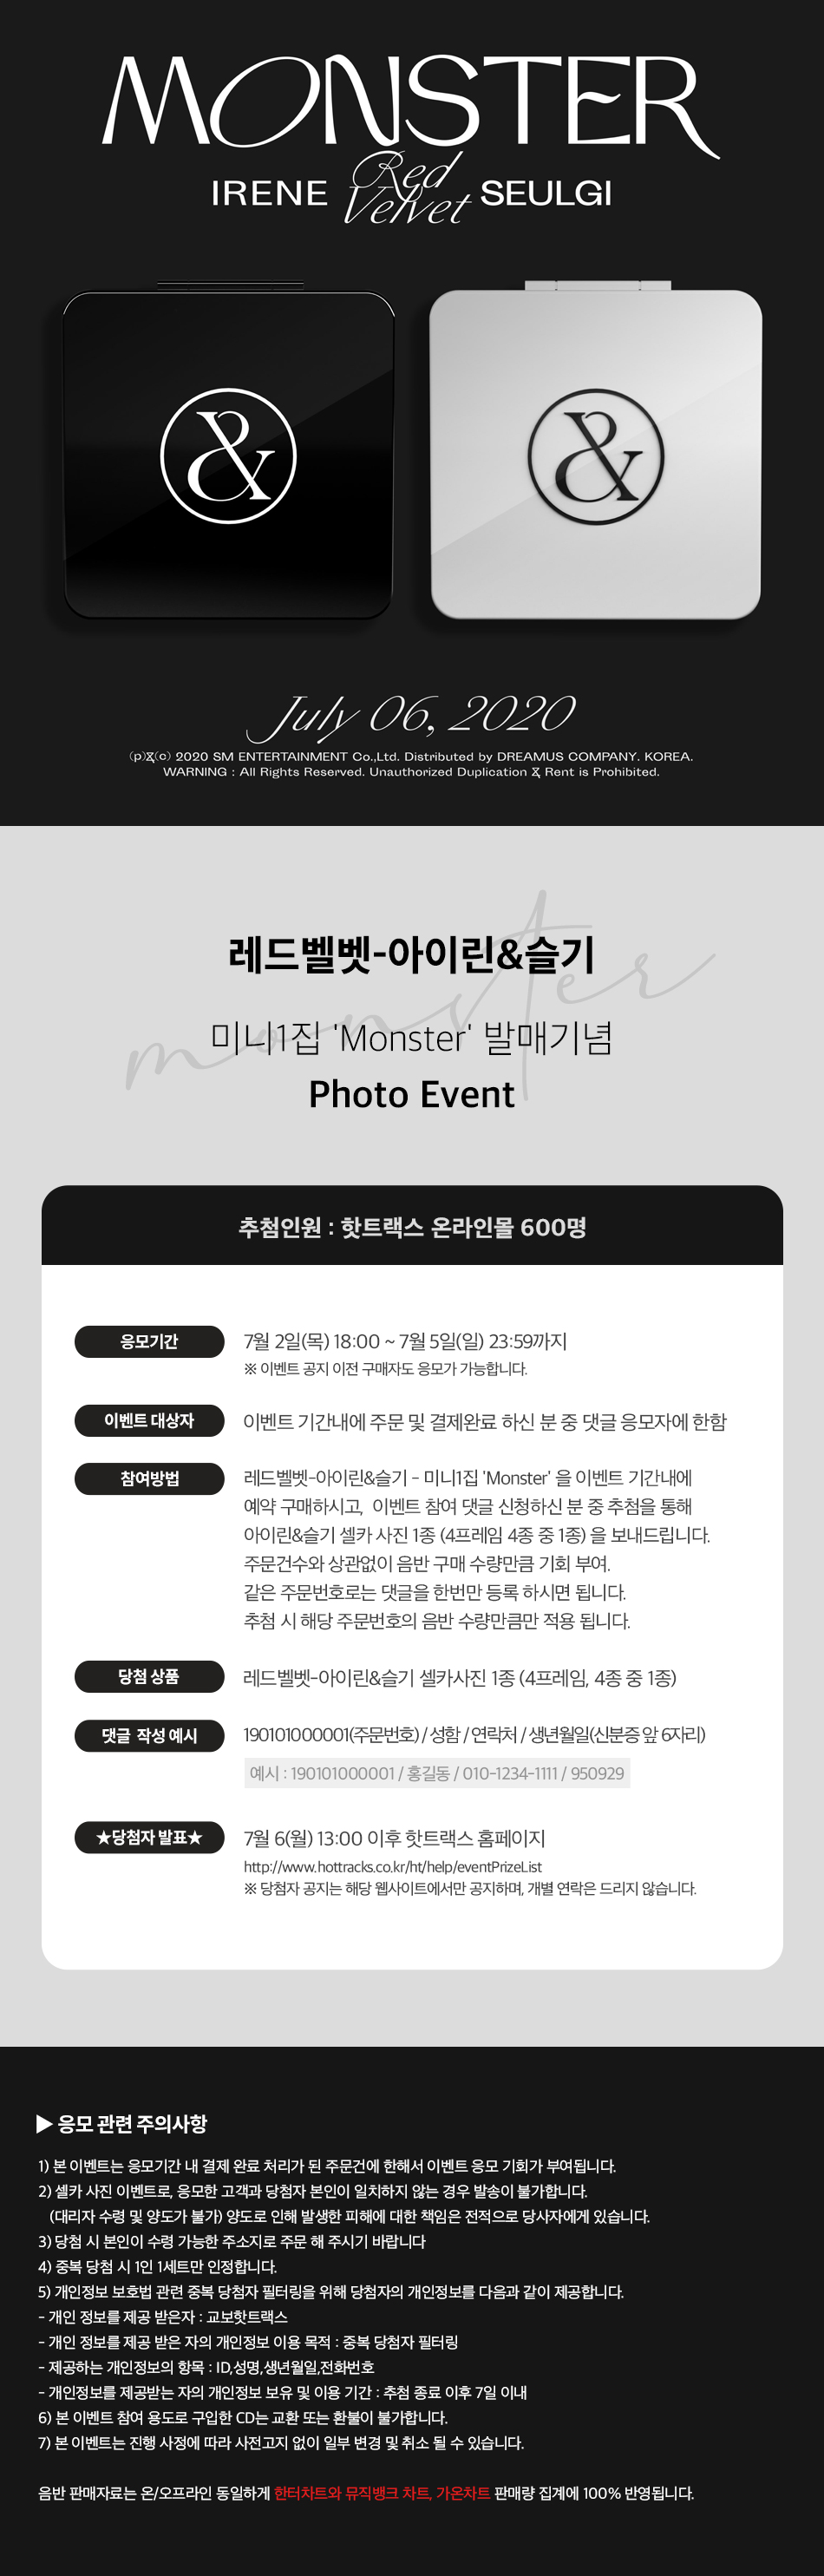 MONSTER
IRENE Red Velvet SEULGI
&
&
July 06, 2020
(p)&(c) 2020 SM ENTERTAINMENT Co.,Ltd. Distributed by DREAMUS COMPANY. KOREA.
WARNING : All Rights Reserved. Unauthorized Duplication & Rent is Prohibited.
monster
레드벨벳-아이린&슬기
미니1집 'Monster' 발매기념
Photo Event
추첨인원 : 핫트랙스 온라인몰 600명
응모기간
7월 2일(목) 18:00 ~ 7월 5일(일) 23:59까지
※ 이벤트 공지 이전 구매자도 응모가 가능합니다.
이벤트 대상자
이벤트 기간내에 주문 및 결제완료 하신 분 중 댓글 응모자에 한함
참여방법
레드벨벳-아이린&슬기 - 미니1집 'Monster' 을 이벤트 기간내에
예약 구매하시고, 이벤트 참여 댓글 신청하신 분 중 추첨을 통해
아이린&슬기 셀카 사진 1종 (4프레임 4종 중 1종) 을 보내드립니다.
주문건수와 상관없이 음반 구매 수량만큼 기회 부여.
같은 주문번호로는 댓글을 한번만 등록 하시면 됩니다.
추첨 시 해당 주문번호의 음반 수량만큼만 적용 됩니다.
당첨 상품
레드벨벳-아이린&슬기 셀카사진 1종 (4프레임, 4종 중 1종)
댓글 작성 예시
190101000001(주문번호) / 성함 / 연락처 / 생년월일(신분증 앞 6자리)
예시 : 190101000001 / 홍길동 / 010-1234-1111 / 950929
★당첨자 발표★
7월 6(월) 13:00 이후 핫트랙스 홈페이지
http://www.hottracks.co.kr/ht/help/eventPrizeList
※ 당첨자 공지는 해당 웹사이트에서만 공지하며, 개별 연락은 드리지 않습니다.
▶ 응모 관련 주의사항
1) 본 이벤트는 응모기간 내 결제 완료 처리가 된 주문건에 한해서 이벤트 응모 기회가 부여됩니다.
2) 셀카 사진 이벤트로, 응모한 고객과 당첨자 본인이 일치하지 않는 경우 발송이 불가합니다.
(대리자 수령 및 양도가 불가) 양도로 인해 발생한 피해에 대한 책임은 전적으로 당사자에게 있습니다.
3) 당첨 시 본인이 수령 가능한 주소지로 주문 해 주시기 바랍니다
4) 중복 당첨 시 1인 1세트만 인정합니다.
5) 개인정보 보호법 관련 중복 당첨자 필터링을 위해 당첨자의 개인정보를 다음과 같이 제공합니다.
- 개인 정보를 제공 받은자 : 교보핫트랙스
- 개인 정보를 제공 받은 자의 개인정보 이용 목적 : 중복 당첨자 필터링
- 제공하는 개인정보의 항목 : ID,성명,생년월일,전화번호
- 개인정보를 제공받는 자의 개인정보 보유 및 이용 기간 : 추첨 종료 이후 7일 이내
6) 본 이벤트 참여 용도로 구입한 CD는 교환 또는 환불이 불가합니다.
7) 본 이벤트는 진행 사정에 따라 사전고지 없이 일부 변경 및 취소 될 수 있습니다.
음반 판매자료는 온/오프라인 동일하게 한터차트와 뮤직뱅크 차트, 가온차트 판매량 집계에 100% 반영됩니다.